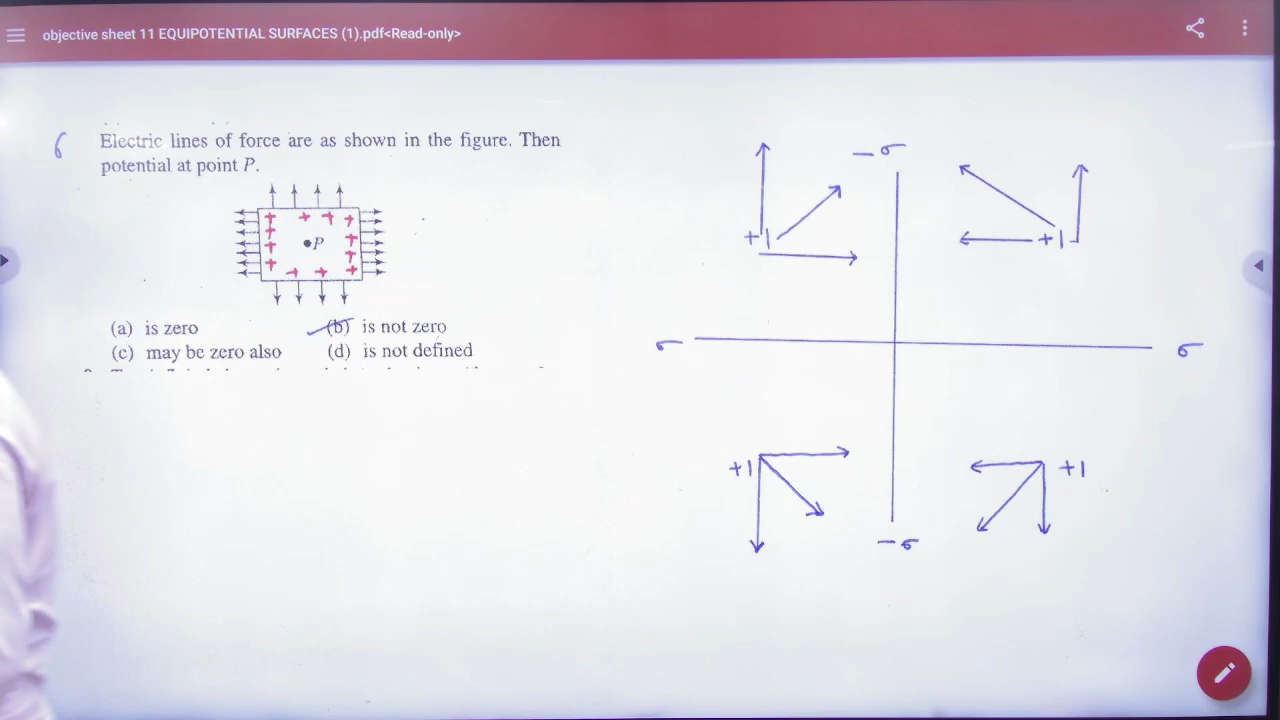 objective sheet 11 EQUIPOTENTIAL SURFACES (1).pdf<Read-only>
6 Electric lines of force are as shown in the figure. Then
potential at point P.
P
(a) is zero
(b) is not zero
(c) may be zero also
(d) is not defined
-σ
+1
+1
σ
σ
+1
+1
-σ